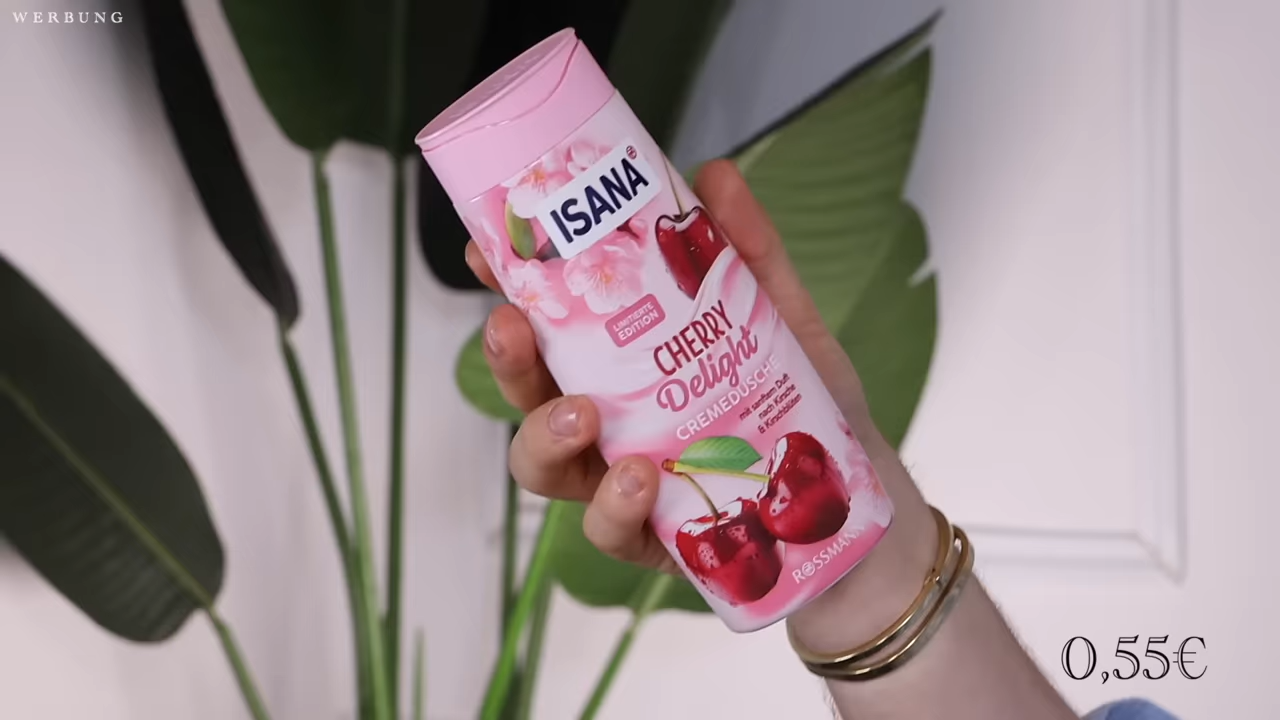 WERBUNG
ISANA
LIMITIERTE
EDITION
CHERRY
Delight
CREMEDUSCHE
mit sanftem Duft
nach Kirsche
& Kirschblüten
ROSSMANN
0,55€